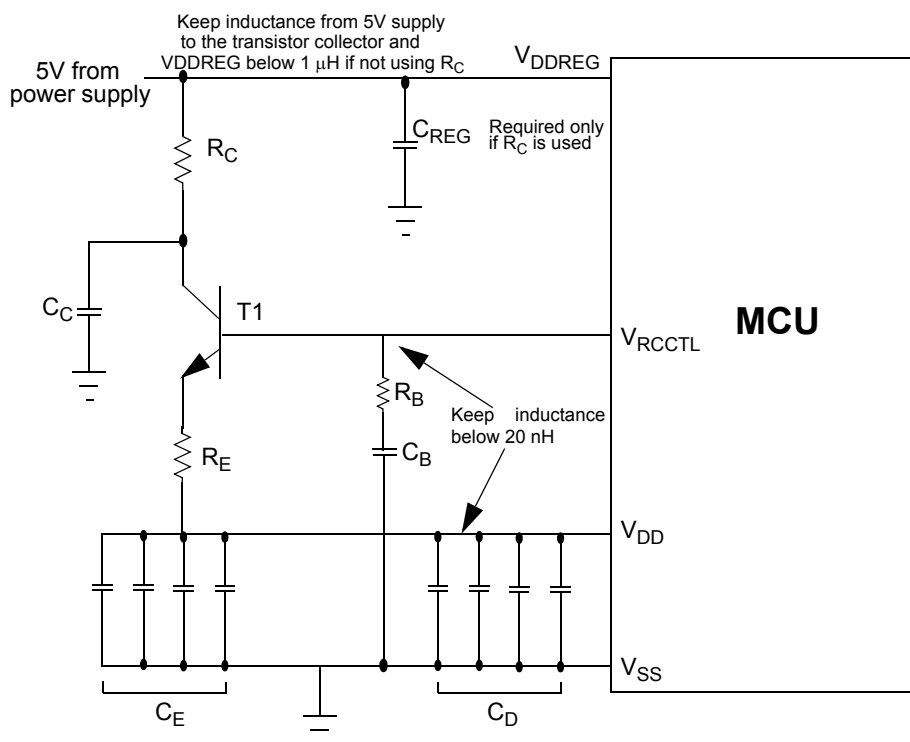 Keep inductance from 5V supply
to the transistor collector and
VDDREG below 1 μH if not using RC
VDDREG
5V from
power supply
CREG
Required only
if RC is used
RC
CC
T1
MCU
VRCCTL
RB
Keep inductance
below 20 nH
RE
CB
VDD
VSS
CE
CD